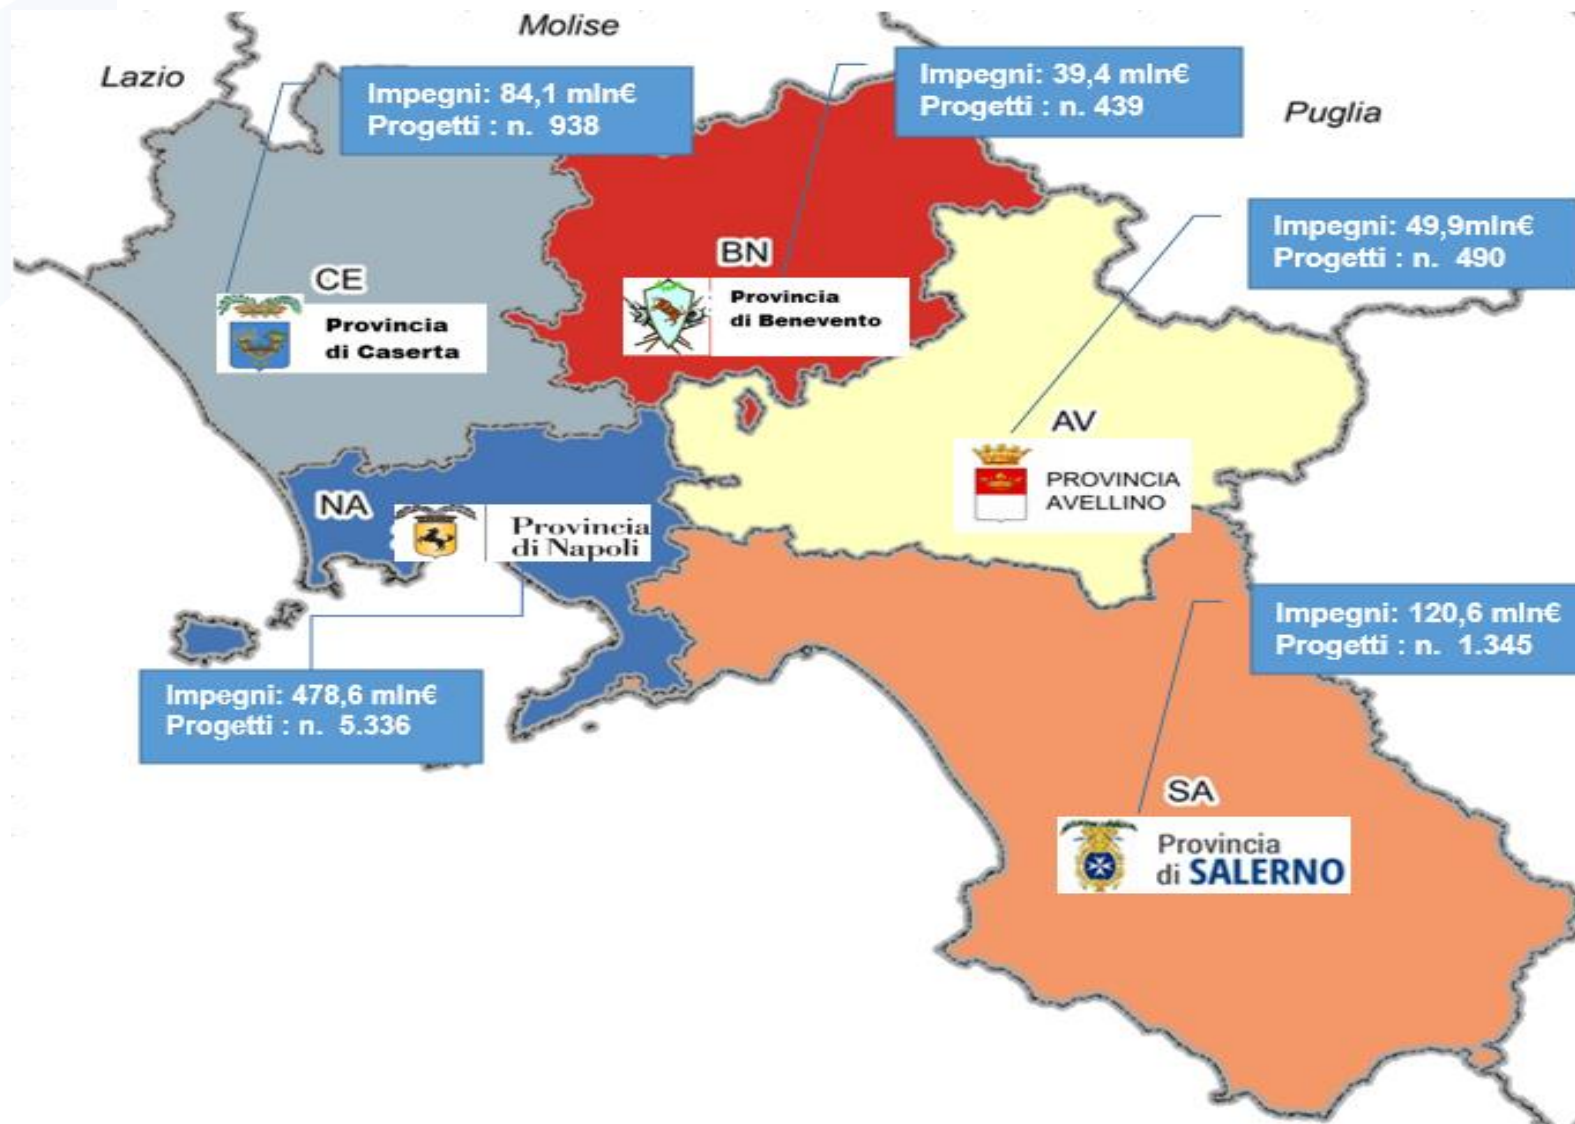 Molise
Lazio
Impegni: 84,1 mln€
Progetti : n. 938
Impegni: 39,4 mln€
Progetti : n. 439
Puglia
Impegni: 49,9mln€
Progetti : n. 490
BN
CE
Provincia
di Benevento
Provincia
di Caserta
AV
PROVINCIA
AVELLINO
NA
Provincia
di Napoli
Impegni: 120,6 mln€
Progetti : n. 1.345
Impegni: 478,6 mln€
Progetti : n. 5.336
SA
Provincia
di SALERNO